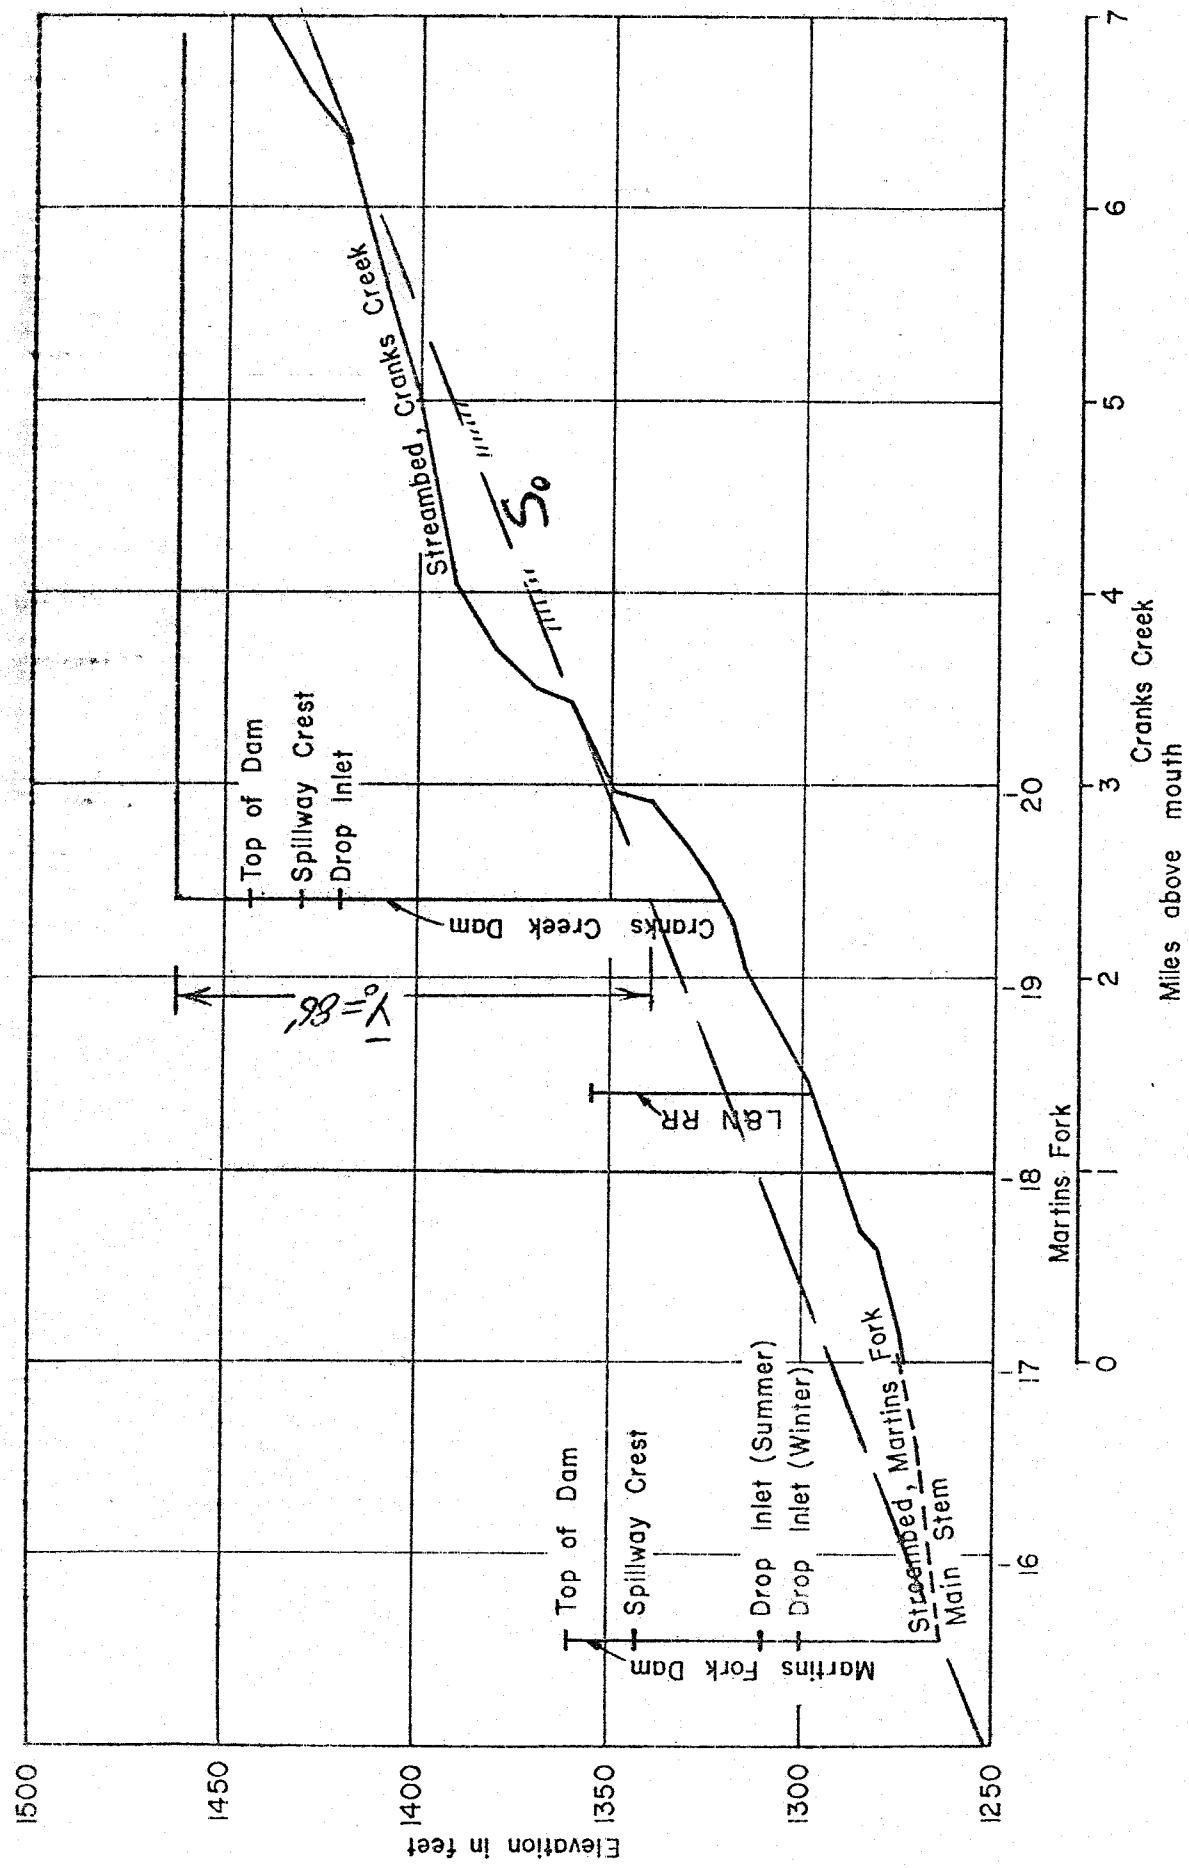 1500
1450
1400
1350
1300
1250
Elevation in feet
Top of Dam
Spillway Crest
Drop Inlet
Cranks Creek Dam
Y₀=86'
L&N RR
Streambed, Cranks Creek
S₀
Top of Dam
Spillway Crest
Drop Inlet (Summer)
Drop Inlet (Winter)
Martins Fork Dam
Streambed, Martins Fork
Main Stem
16
17
18
19
20
Martins Fork
0
1
2
3
4
5
6
7
Cranks Creek
Miles above mouth